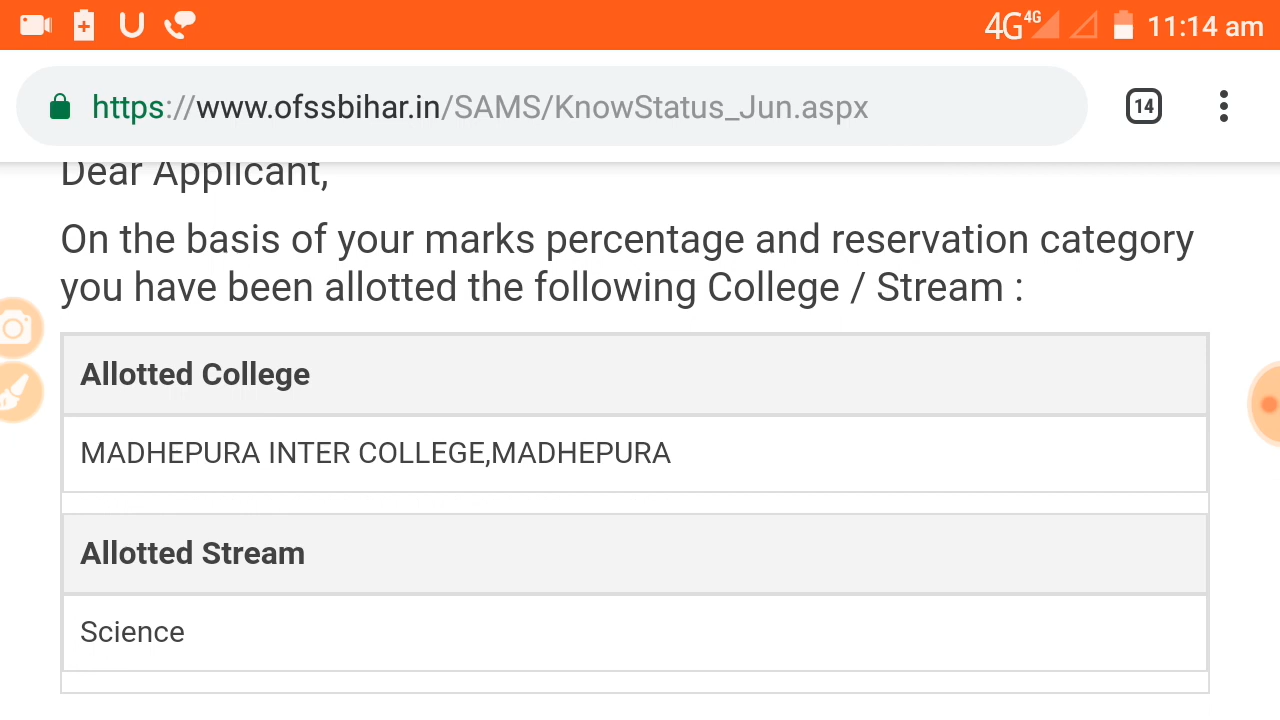 4G 4G 11:14 am
https://www.ofssbihar.in/SAMS/KnowStatus_Jun.aspx 14
Dear Applicant,
On the basis of your marks percentage and reservation category
you have been allotted the following College / Stream :
Allotted College
MADHEPURA INTER COLLEGE,MADHEPURA
Allotted Stream
Science